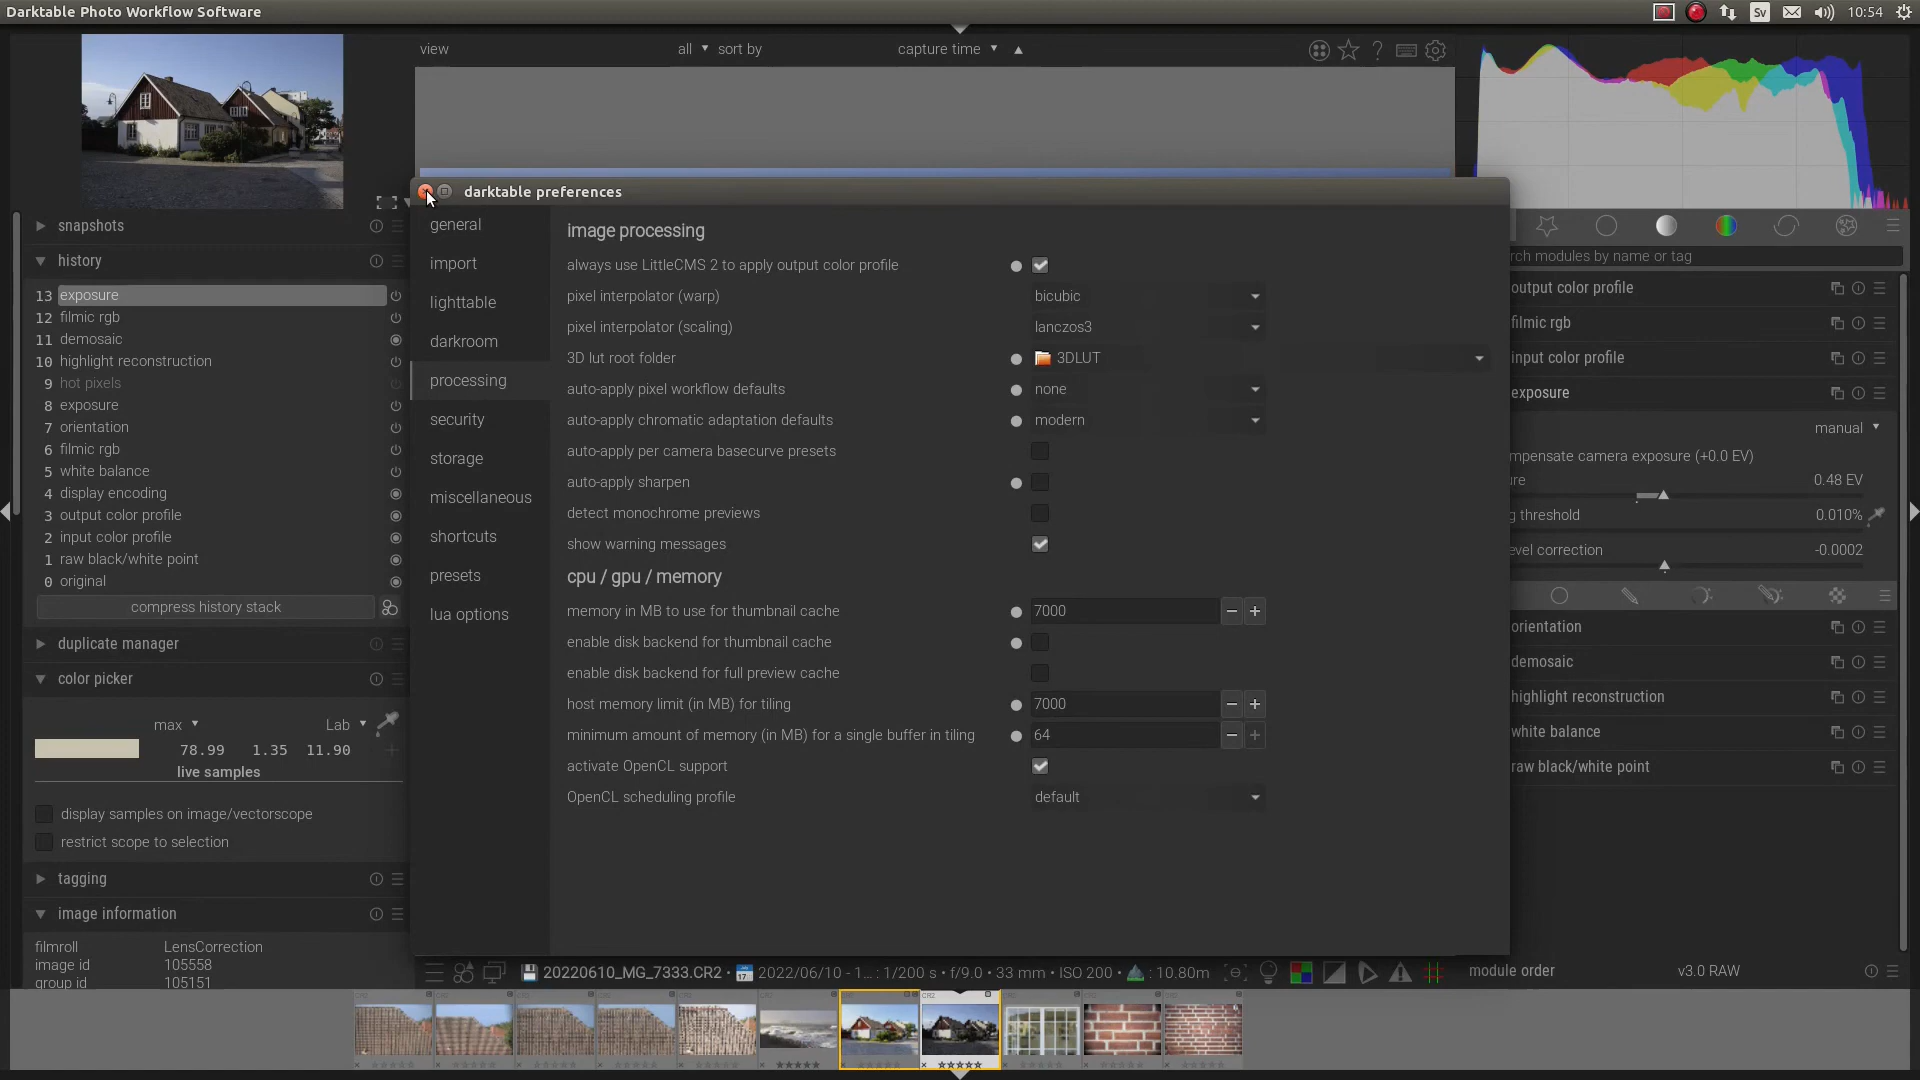 Darktable Photo Workflow Software
Sv
10:54
view
all
sort by
capture time
darktable preferences
snapshots
history
13 exposure
12 filmic rgb
11 demosaic
10 highlight reconstruction
9 hot pixels
8 exposure
7 orientation
6 filmic rgb
5 white balance
4 display encoding
3 output color profile
2 input color profile
1 raw black/white point
0 original
compress history stack
duplicate manager
color picker
max
Lab
78.99 1.35 11.90
live samples
display samples on image/vectorscope
restrict scope to selection
tagging
image information
filmroll LensCorrection
image id 105558
group id 105151
general
import
lighttable
darkroom
processing
security
storage
miscellaneous
shortcuts
presets
lua options
image processing
always use LittleCMS 2 to apply output color profile
pixel interpolator (warp) bicubic
pixel interpolator (scaling) lanczos3
3D lut root folder 3DLUT
auto-apply pixel workflow defaults none
auto-apply chromatic adaptation defaults modern
auto-apply per camera basecurve presets
auto-apply sharpen
detect monochrome previews
show warning messages
cpu / gpu / memory
memory in MB to use for thumbnail cache 7000
enable disk backend for thumbnail cache
enable disk backend for full preview cache
host memory limit (in MB) for tiling 7000
minimum amount of memory (in MB) for a single buffer in tiling 64
activate OpenCL support
OpenCL scheduling profile default
rch modules by name or tag
output color profile
filmic rgb
input color profile
exposure
manual
mpensate camera exposure (+0.0 EV)
re 0.48 EV
g threshold 0.010%
evel correction -0.0002
orientation
demosaic
highlight reconstruction
white balance
raw black/white point
20220610_MG_7333.CR2 • 2022/06/10 - 1... : 1/200 s • f/9.0 • 33 mm • ISO 200 • : 10.80m
module order v3.0 RAW